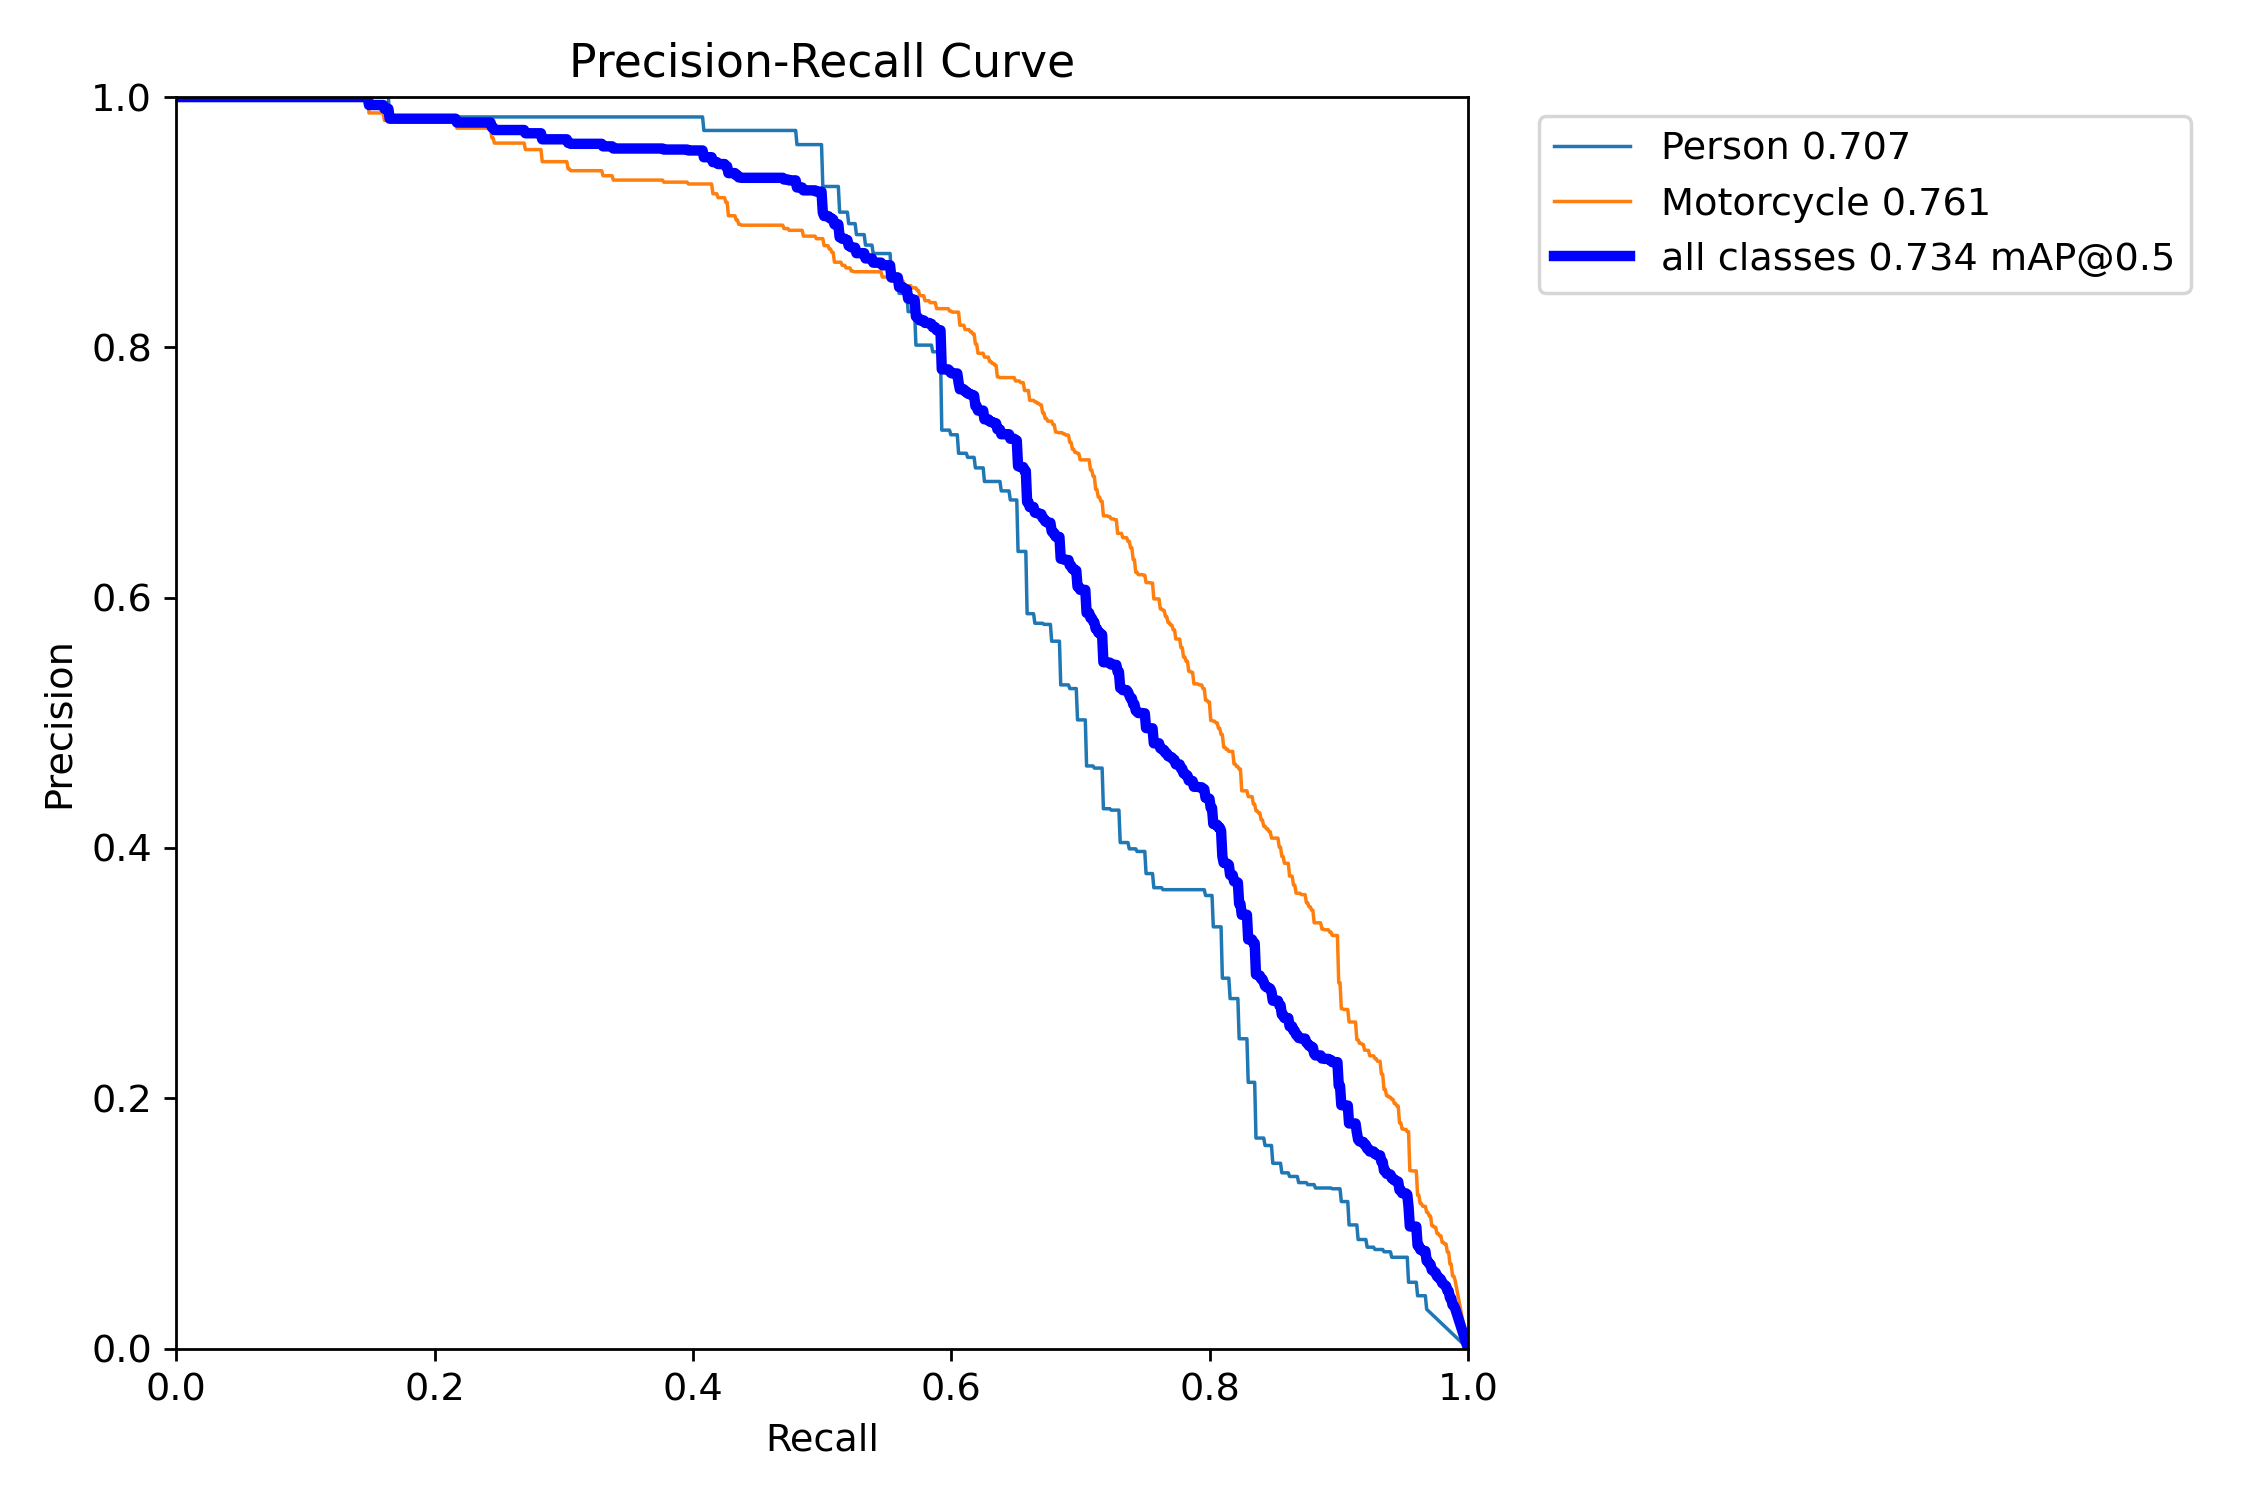 Precision-Recall Curve
Person 0.707
Motorcycle 0.761
all classes 0.734 mAP@0.5
Precision
1.0
0.8
0.6
0.4
0.2
0.0
0.0 0.2 0.4 0.6 0.8 1.0
Recall